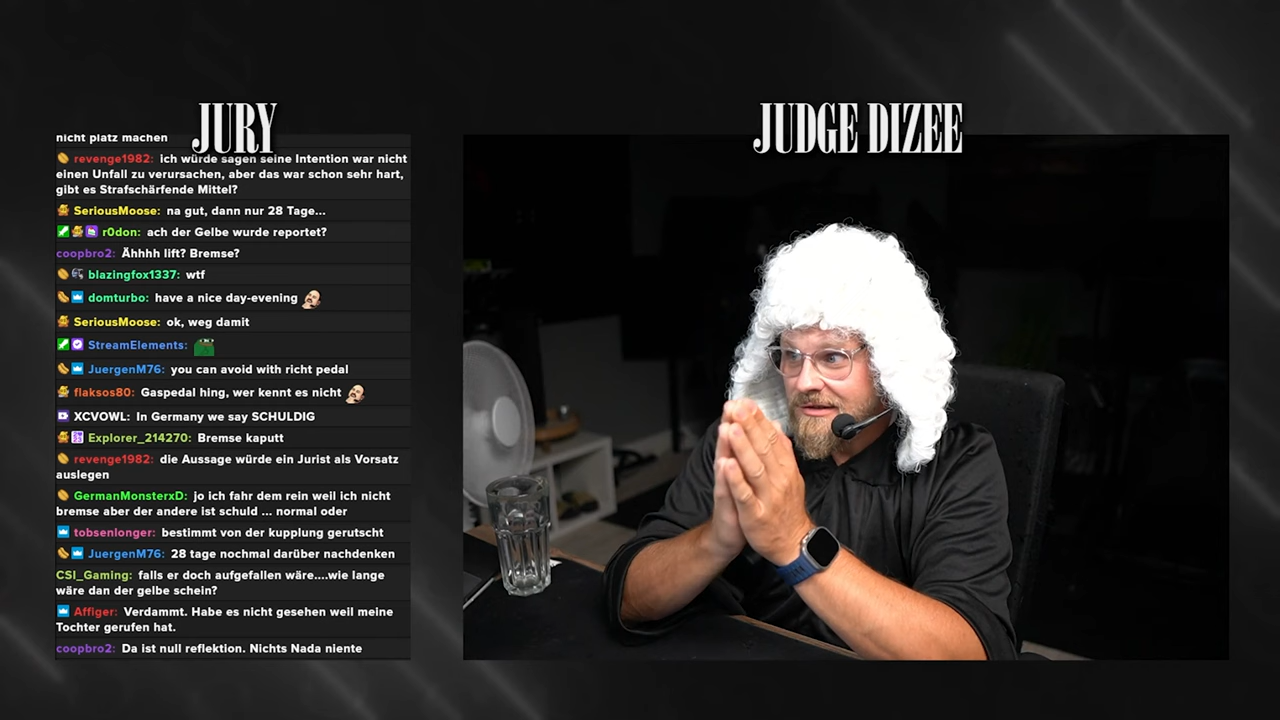 JURY
JUDGE DIZEE
nicht platz machen
revenge1982: ich würde sagen seine Intention war nicht
einen Unfall zu verursachen, aber das war schon sehr hart,
gibt es Strafschärfende Mittel?
SeriousMoose: na gut, dann nur 28 Tage...
r0don: ach der Gelbe wurde reportet?
coopbro2: Ähhhh lift? Bremse?
blazingfox1337: wtf
domturbo: have a nice day-evening
SeriousMoose: ok, weg damit
StreamElements:
JuergenM76: you can avoid with richt pedal
flaksos80: Gaspedal hing, wer kennt es nicht
XCVOWL: In Germany we say SCHULDIG
Explorer_214270: Bremse kaputt
revenge1982: die Aussage würde ein Jurist als Vorsatz
auslegen
GermanMonsterxD: jo ich fahr dem rein weil ich nicht
bremse aber der andere ist schuld ... normal oder
tobsenlonger: bestimmt von der kupplung gerutscht
JuergenM76: 28 tage nochmal darüber nachdenken
CSI_Gaming: falls er doch aufgefallen wäre....wie lange
wäre dan der gelbe schein?
Affiger: Verdammt. Habe es nicht gesehen weil meine
Tochter gerufen hat.
coopbro2: Da ist null reflektion. Nichts Nada niente